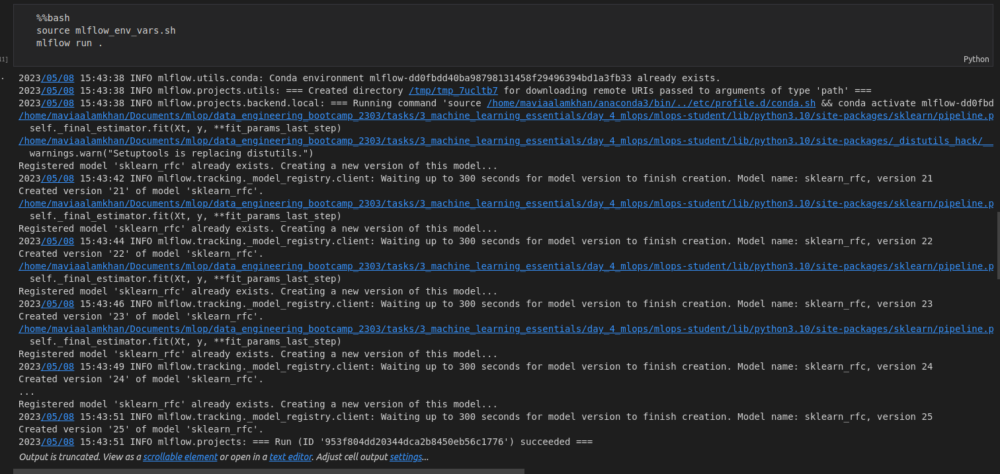 %%bash
source mlflow_env_vars.sh
mlflow run .
11]
Python
2023/05/08 15:43:38 INFO mlflow.utils.conda: Conda environment mlflow-dd0fbdd40ba98798131458f29496394bd1a3fb33 already exists.
2023/05/08 15:43:38 INFO mlflow.projects.utils: === Created directory /tmp/tmp_7ucltb7 for downloading remote URIs passed to arguments of type 'path' ===
2023/05/08 15:43:38 INFO mlflow.projects.backend.local: === Running command 'source /home/maviaalamkhan/anaconda3/bin/../etc/profile.d/conda.sh && conda activate mlflow-dd0fbd
/home/maviaalamkhan/Documents/mlop/data_engineering_bootcamp_2303/tasks/3_machine_learning_essentials/day_4_mlops/mlops-student/lib/python3.10/site-packages/sklearn/pipeline.p
self._final_estimator.fit(Xt, y, **fit_params_last_step)
/home/maviaalamkhan/Documents/mlop/data_engineering_bootcamp_2303/tasks/3_machine_learning_essentials/day_4_mlops/mlops-student/lib/python3.10/site-packages/_distutils_hack/__
warnings.warn("Setuptools is replacing distutils.")
Registered model 'sklearn_rfc' already exists. Creating a new version of this model...
2023/05/08 15:43:42 INFO mlflow.tracking._model_registry.client: Waiting up to 300 seconds for model version to finish creation. Model name: sklearn_rfc, version 21
Created version '21' of model 'sklearn_rfc'.
/home/maviaalamkhan/Documents/mlop/data_engineering_bootcamp_2303/tasks/3_machine_learning_essentials/day_4_mlops/mlops-student/lib/python3.10/site-packages/sklearn/pipeline.p
self._final_estimator.fit(Xt, y, **fit_params_last_step)
Registered model 'sklearn_rfc' already exists. Creating a new version of this model...
2023/05/08 15:43:44 INFO mlflow.tracking._model_registry.client: Waiting up to 300 seconds for model version to finish creation. Model name: sklearn_rfc, version 22
Created version '22' of model 'sklearn_rfc'.
/home/maviaalamkhan/Documents/mlop/data_engineering_bootcamp_2303/tasks/3_machine_learning_essentials/day_4_mlops/mlops-student/lib/python3.10/site-packages/sklearn/pipeline.p
self._final_estimator.fit(Xt, y, **fit_params_last_step)
Registered model 'sklearn_rfc' already exists. Creating a new version of this model...
2023/05/08 15:43:46 INFO mlflow.tracking._model_registry.client: Waiting up to 300 seconds for model version to finish creation. Model name: sklearn_rfc, version 23
Created version '23' of model 'sklearn_rfc'.
/home/maviaalamkhan/Documents/mlop/data_engineering_bootcamp_2303/tasks/3_machine_learning_essentials/day_4_mlops/mlops-student/lib/python3.10/site-packages/sklearn/pipeline.p
self._final_estimator.fit(Xt, y, **fit_params_last_step)
Registered model 'sklearn_rfc' already exists. Creating a new version of this model...
2023/05/08 15:43:49 INFO mlflow.tracking._model_registry.client: Waiting up to 300 seconds for model version to finish creation. Model name: sklearn_rfc, version 24
Created version '24' of model 'sklearn_rfc'.
...
Registered model 'sklearn_rfc' already exists. Creating a new version of this model...
2023/05/08 15:43:51 INFO mlflow.tracking._model_registry.client: Waiting up to 300 seconds for model version to finish creation. Model name: sklearn_rfc, version 25
Created version '25' of model 'sklearn_rfc'.
2023/05/08 15:43:51 INFO mlflow.projects: === Run (ID '953f804dd20344dca2b8450eb56c1776') succeeded ===
Output is truncated. View as a scrollable element or open in a text editor. Adjust cell output settings...